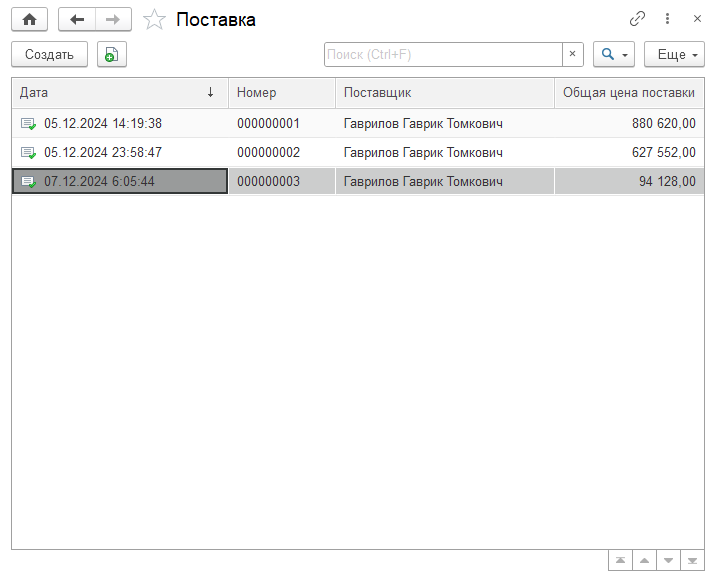 Поставка
Создать Поиск (Ctrl+F) × Еще
Дата ↓ Номер Поставщик Общая цена поставки
05.12.2024 14:19:38 000000001 Гаврилов Гаврик Томкович 880 620,00
05.12.2024 23:58:47 000000002 Гаврилов Гаврик Томкович 627 552,00
07.12.2024 6:05:44 000000003 Гаврилов Гаврик Томкович 94 128,00